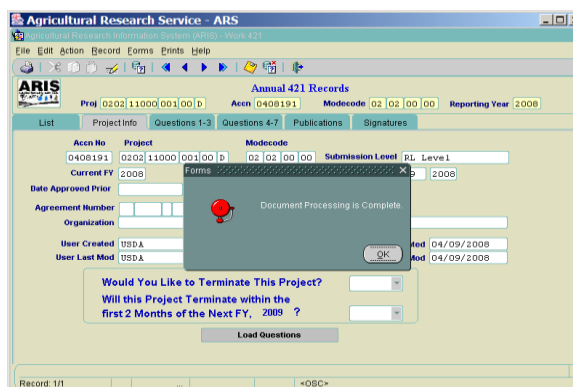 Agricultural Research Service - ARS
Agricultural Research Information System (ARIS) - Work 421
File Edit Action Record Forms Prints Help
ARIS
Annual 421 Records
Proj 0202 11000 001 00 D Accn 0408191 Modecode 02 02 00 00 Reporting Year 2008
List Project Info Questions 1-3 Questions 4-7 Publications Signatures
Accn No Project Modecode
0408191 0202 11000 001 00 D 02 02 00 00 Submission Level RL Level
Current FY 2008 9 2008
Forms
Date Approved Prior
Document Processing is Complete.
Agreement Number
Organization
OK
User Created USDA ted 04/09/2008
User Last Mod USDA Mod 04/09/2008
Would You Like to Terminate This Project?
Will this Project Terminate within the
first 2 Months of the Next FY, 2009 ?
Load Questions
Record: 1/1 ... <OSC>